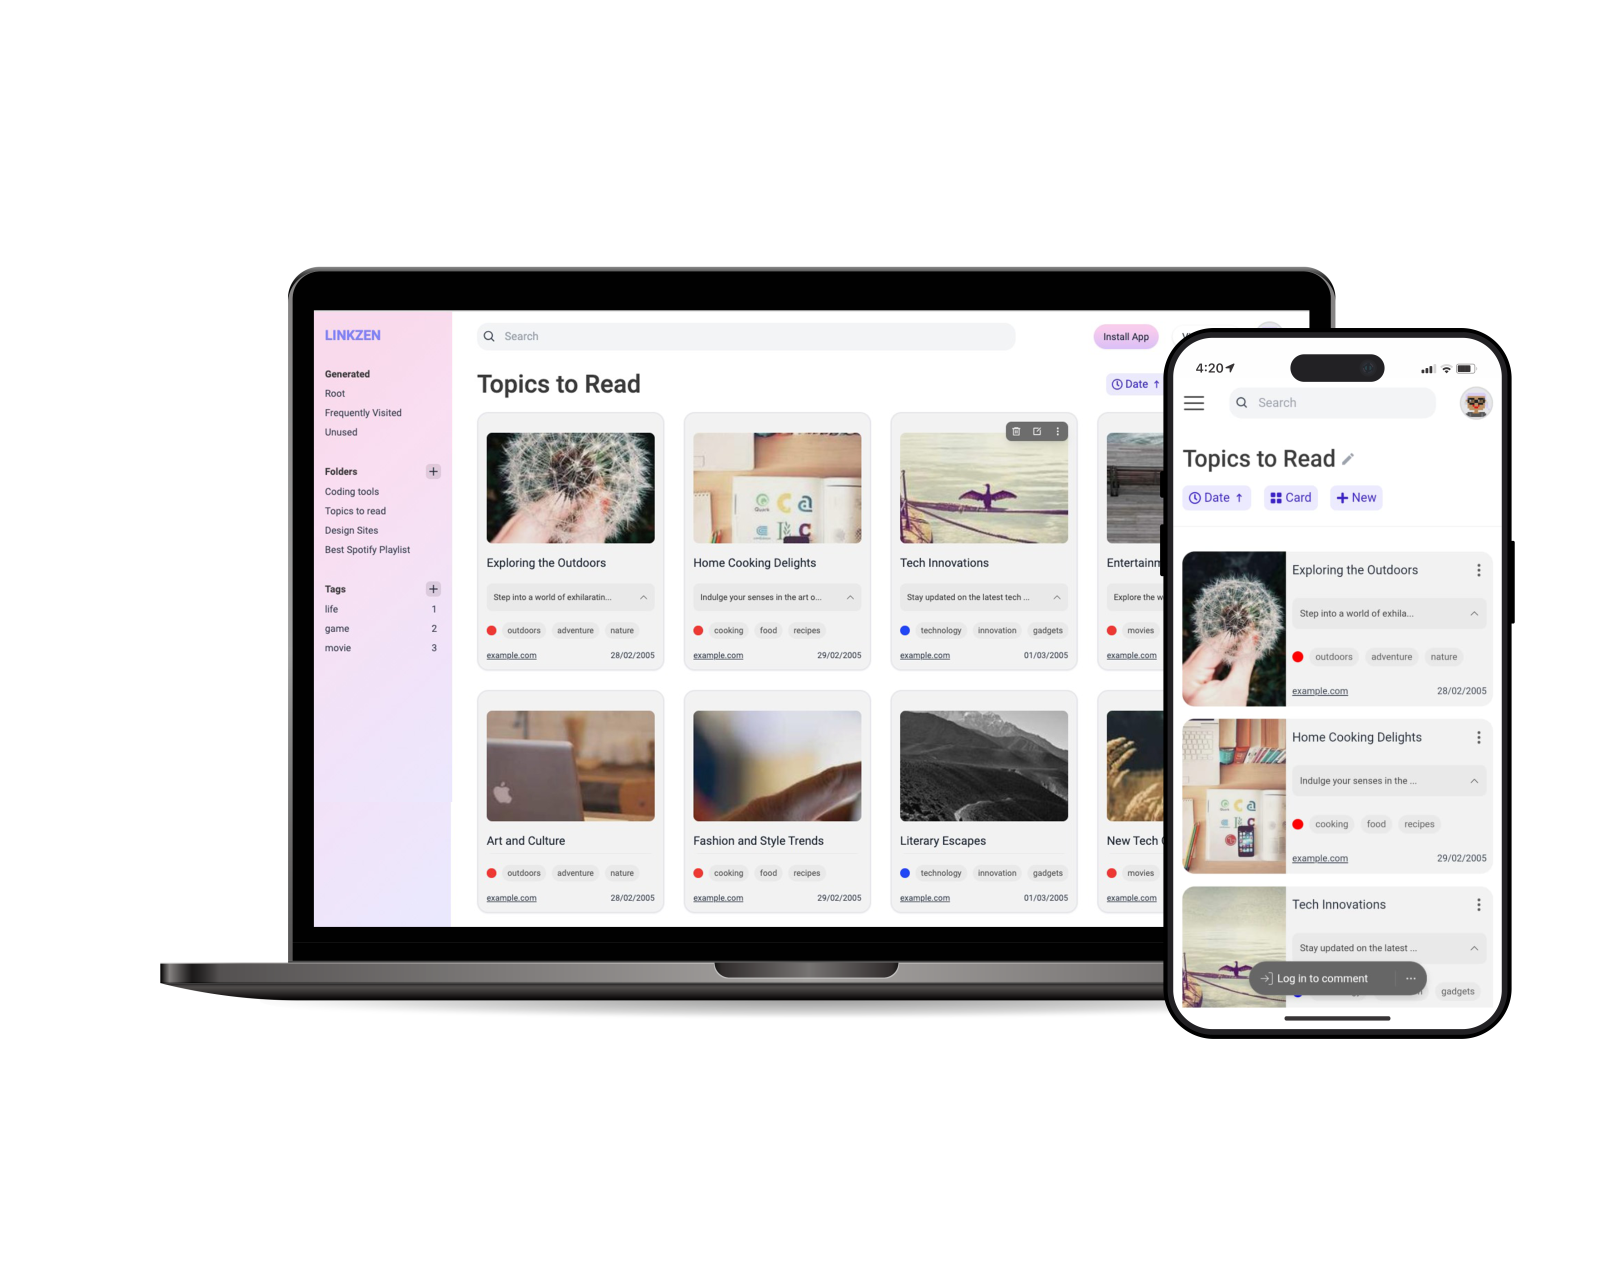 LINKZEN
Generated
Root
Frequently Visited
Unused
Folders
Coding tools
Topics to read
Design Sites
Best Spotify Playlist
Tags
life 1
game 2
movie 3
Search
Install App
Topics to Read
Date ↑
Exploring the Outdoors
Step into a world of exhilaratin...
outdoors adventure nature
example.com 28/02/2005
Home Cooking Delights
Indulge your senses in the art o...
cooking food recipes
example.com 29/02/2005
Tech Innovations
Stay updated on the latest tech ...
technology innovation gadgets
example.com 01/03/2005
Entertainm
Explore the w
movies
example.com
Art and Culture
outdoors adventure nature
example.com 28/02/2005
Fashion and Style Trends
cooking food recipes
example.com 29/02/2005
Literary Escapes
technology innovation gadgets
example.com 01/03/2005
New Tech
movies
example.com
4:20
Search
Topics to Read
Date ↑ Card + New
Exploring the Outdoors
Step into a world of exhila...
outdoors adventure nature
example.com 28/02/2005
Home Cooking Delights
Indulge your senses in the ...
cooking food recipes
example.com 29/02/2005
Tech Innovations
Stay updated on the latest ...
Log in to comment ...
gadgets